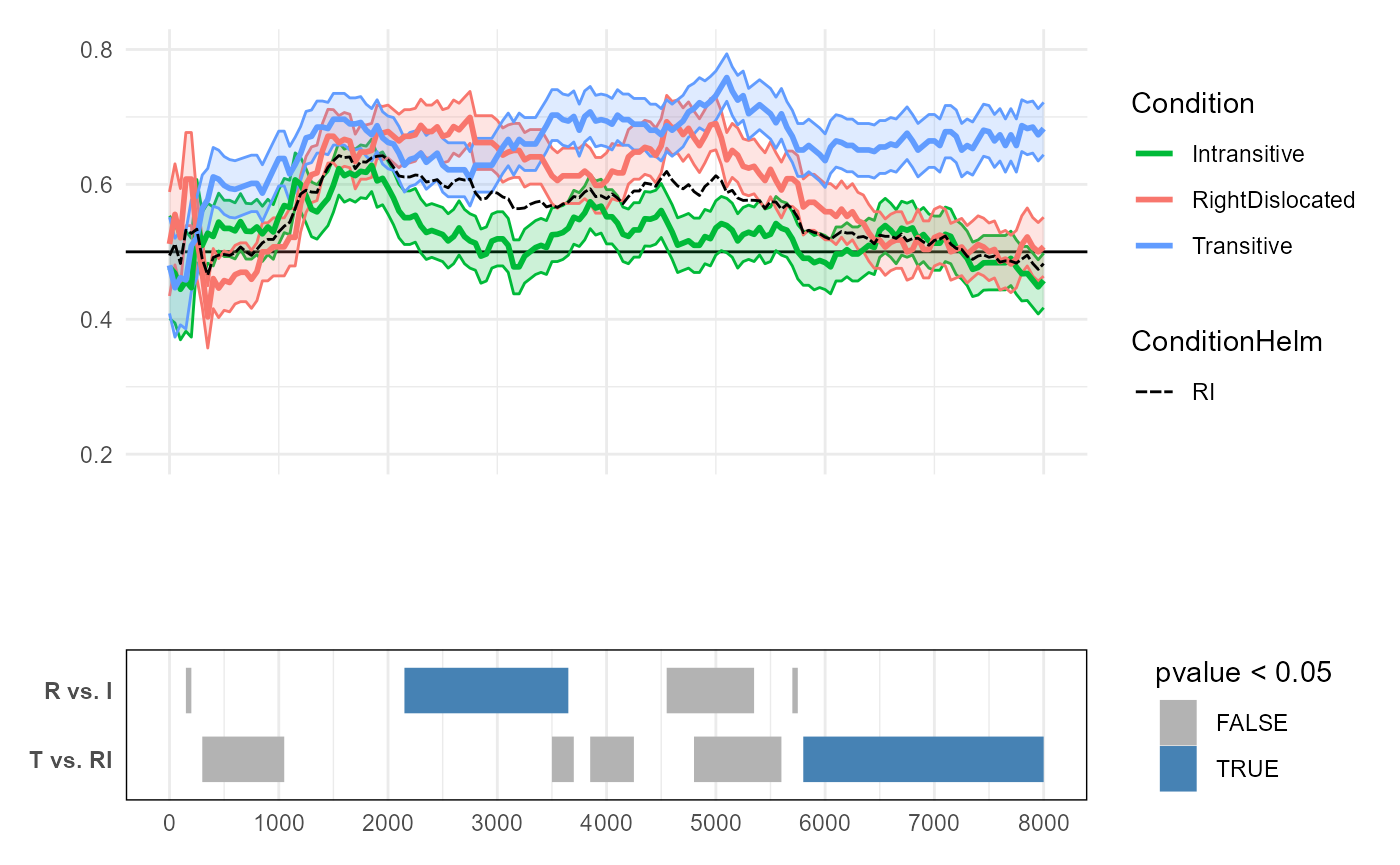 0.8
0.6
0.4
0.2
Condition
Intransitive
RightDislocated
Transitive
ConditionHelm
RI
R vs. I
T vs. RI
0 1000 2000 3000 4000 5000 6000 7000 8000
pvalue < 0.05
FALSE
TRUE